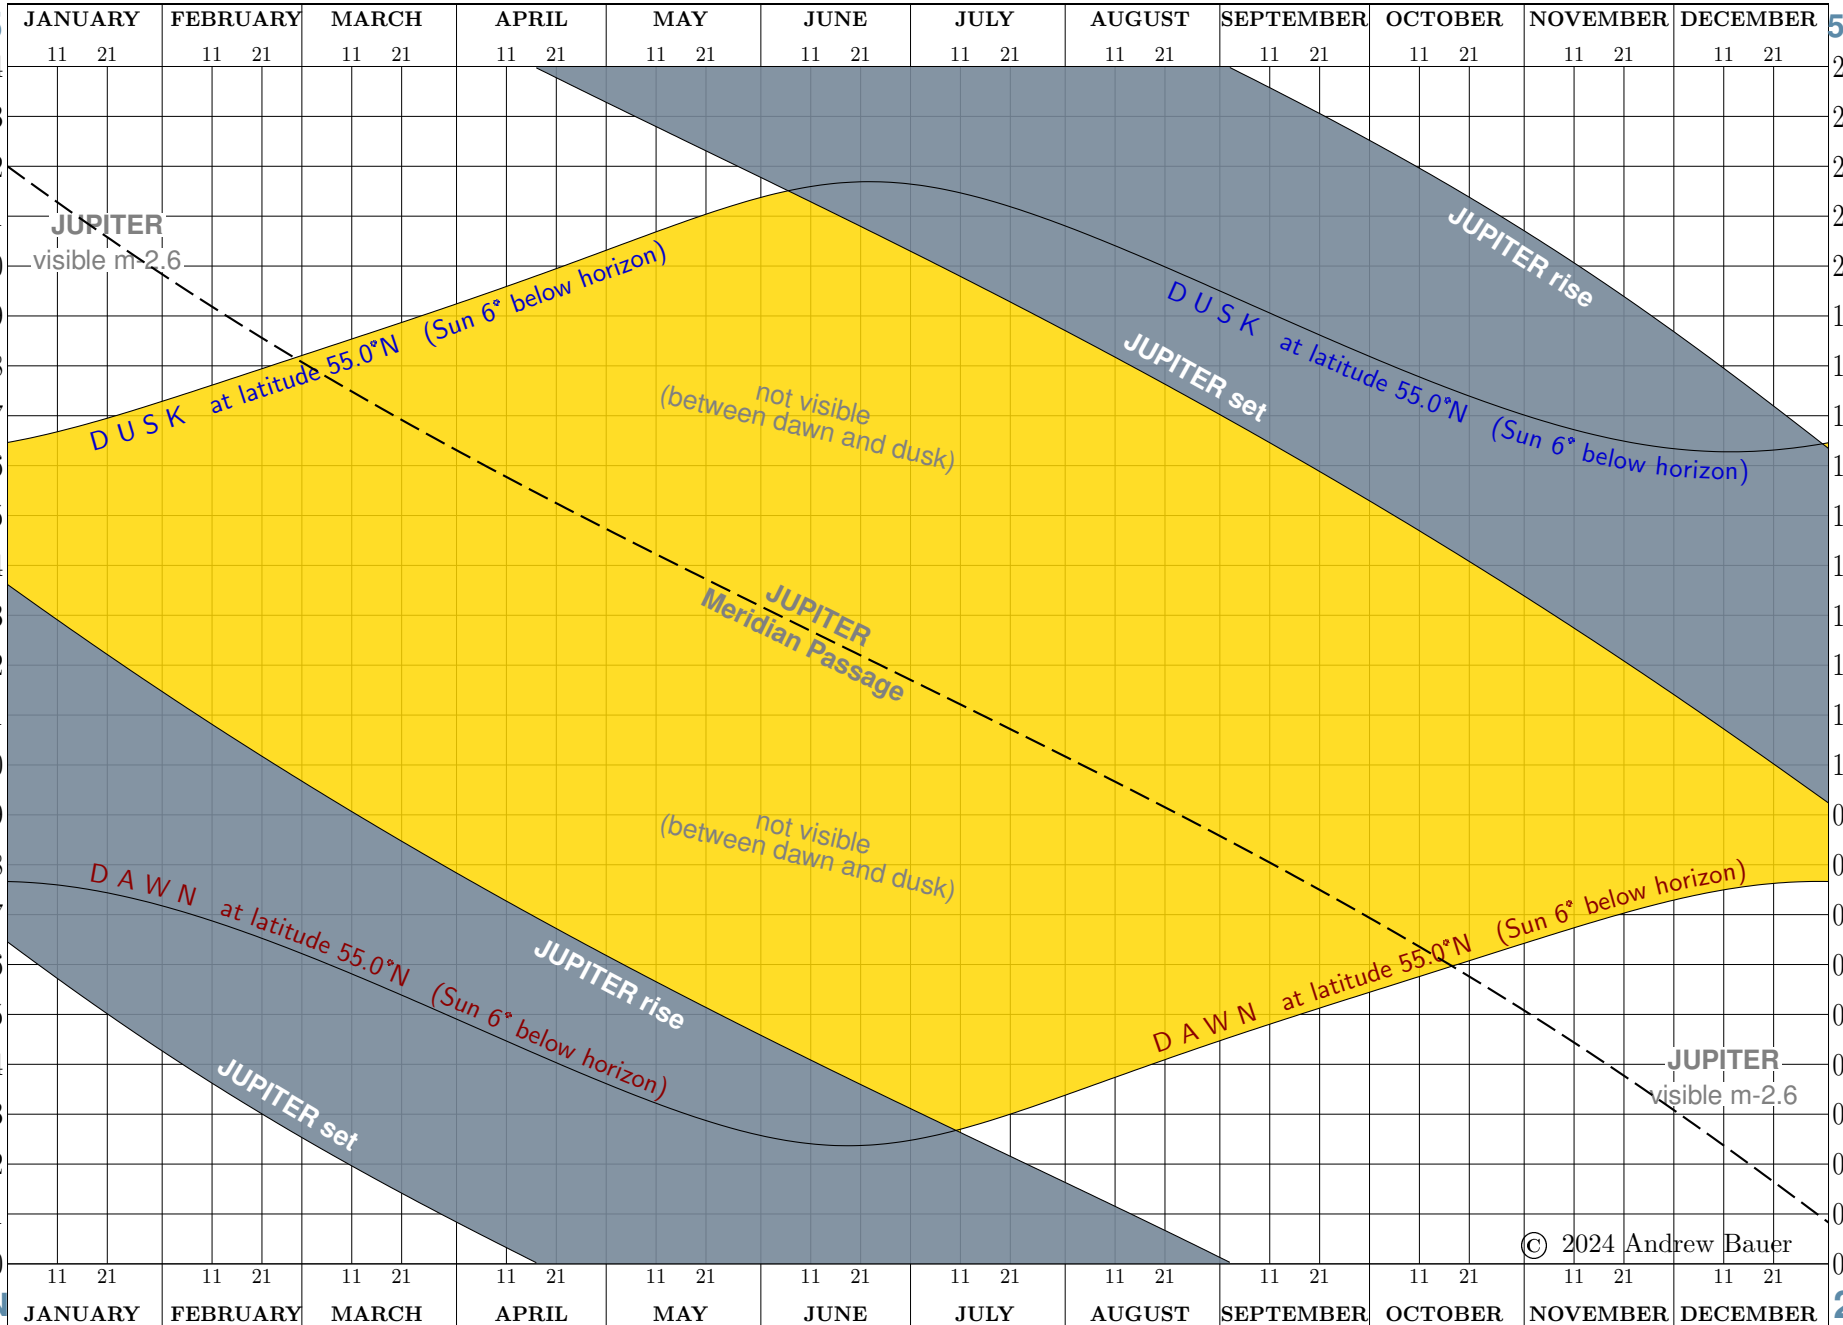 JANUARY FEBRUARY MARCH APRIL MAY JUNE JULY AUGUST SEPTEMBER OCTOBER NOVEMBER DECEMBER
11 21 11 21 11 21 11 21 11 21 11 21 11 21 11 21 11 21 11 21 11 21 11 21
JUPITER
visible m-2.6
JUPITER rise
DUSK at latitude 55.0°N (Sun 6° below horizon)
DUSK at latitude 55.0°N (Sun 6° below horizon)
JUPITER set
not visible
(between dawn and dusk)
JUPITER
Meridian Passage
not visible
(between dawn and dusk)
DAWN at latitude 55.0°N (Sun 6° below horizon)
JUPITER rise
DAWN at latitude 55.0°N (Sun 6° below horizon)
JUPITER set
JUPITER
visible m-2.6
© 2024 Andrew Bauer
11 21 11 21 11 21 11 21 11 21 11 21 11 21 11 21 11 21 11 21 11 21 11 21
JANUARY FEBRUARY MARCH APRIL MAY JUNE JULY AUGUST SEPTEMBER OCTOBER NOVEMBER DECEMBER